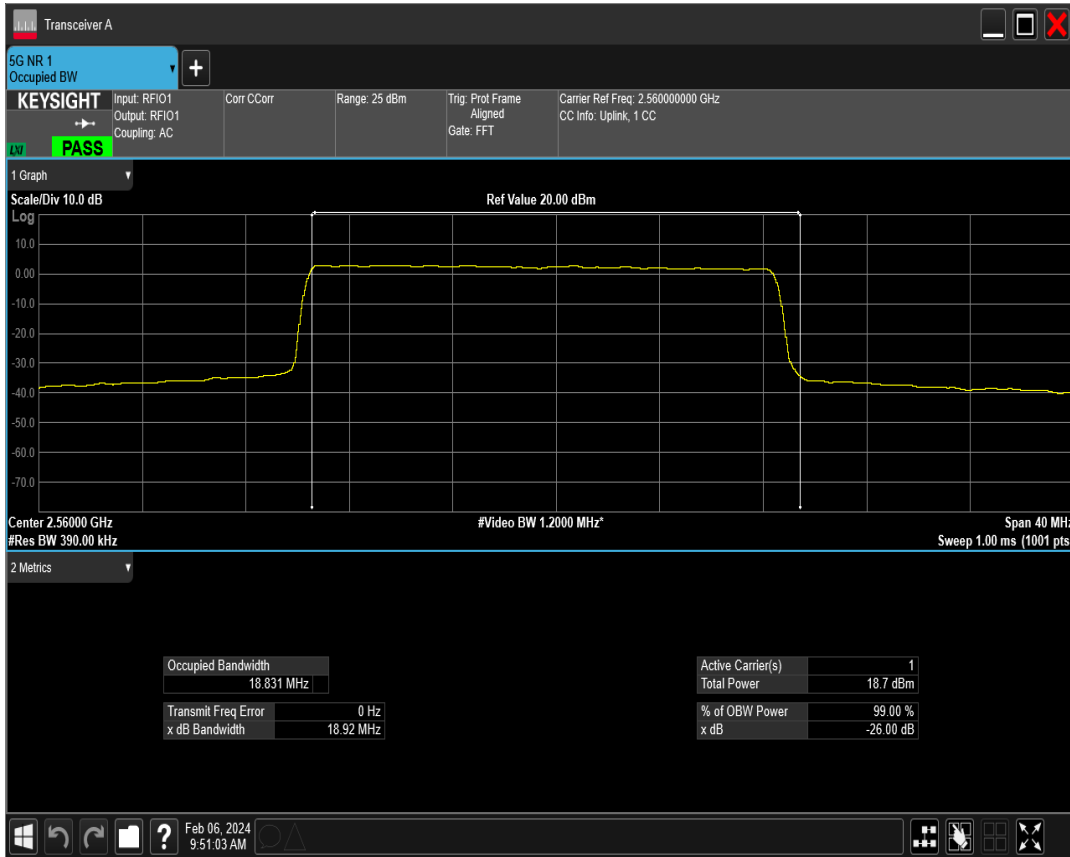 Transceiver A
5G NR 1
Occupied BW
KEYSIGHT
LXI
PASS
Input: RFIO1
Output: RFIO1
Coupling: AC
Corr CCorr
Range: 25 dBm
Trig: Prot Frame
Aligned
Gate: FFT
Carrier Ref Freq: 2.560000000 GHz
CC Info: Uplink, 1 CC
1 Graph
Scale/Div 10.0 dB
Ref Value 20.00 dBm
Log
10.0
0.00
-10.0
-20.0
-30.0
-40.0
-50.0
-60.0
-70.0
Center 2.56000 GHz
#Video BW 1.2000 MHz*
Span 40 MHz
#Res BW 390.00 kHz
Sweep 1.00 ms (1001 pts
2 Metrics
Occupied Bandwidth
18.831 MHz
Transmit Freq Error 0 Hz
x dB Bandwidth 18.92 MHz
Active Carrier(s) 1
Total Power 18.7 dBm
% of OBW Power 99.00 %
x dB -26.00 dB
?
Feb 06, 2024
9:51:03 AM